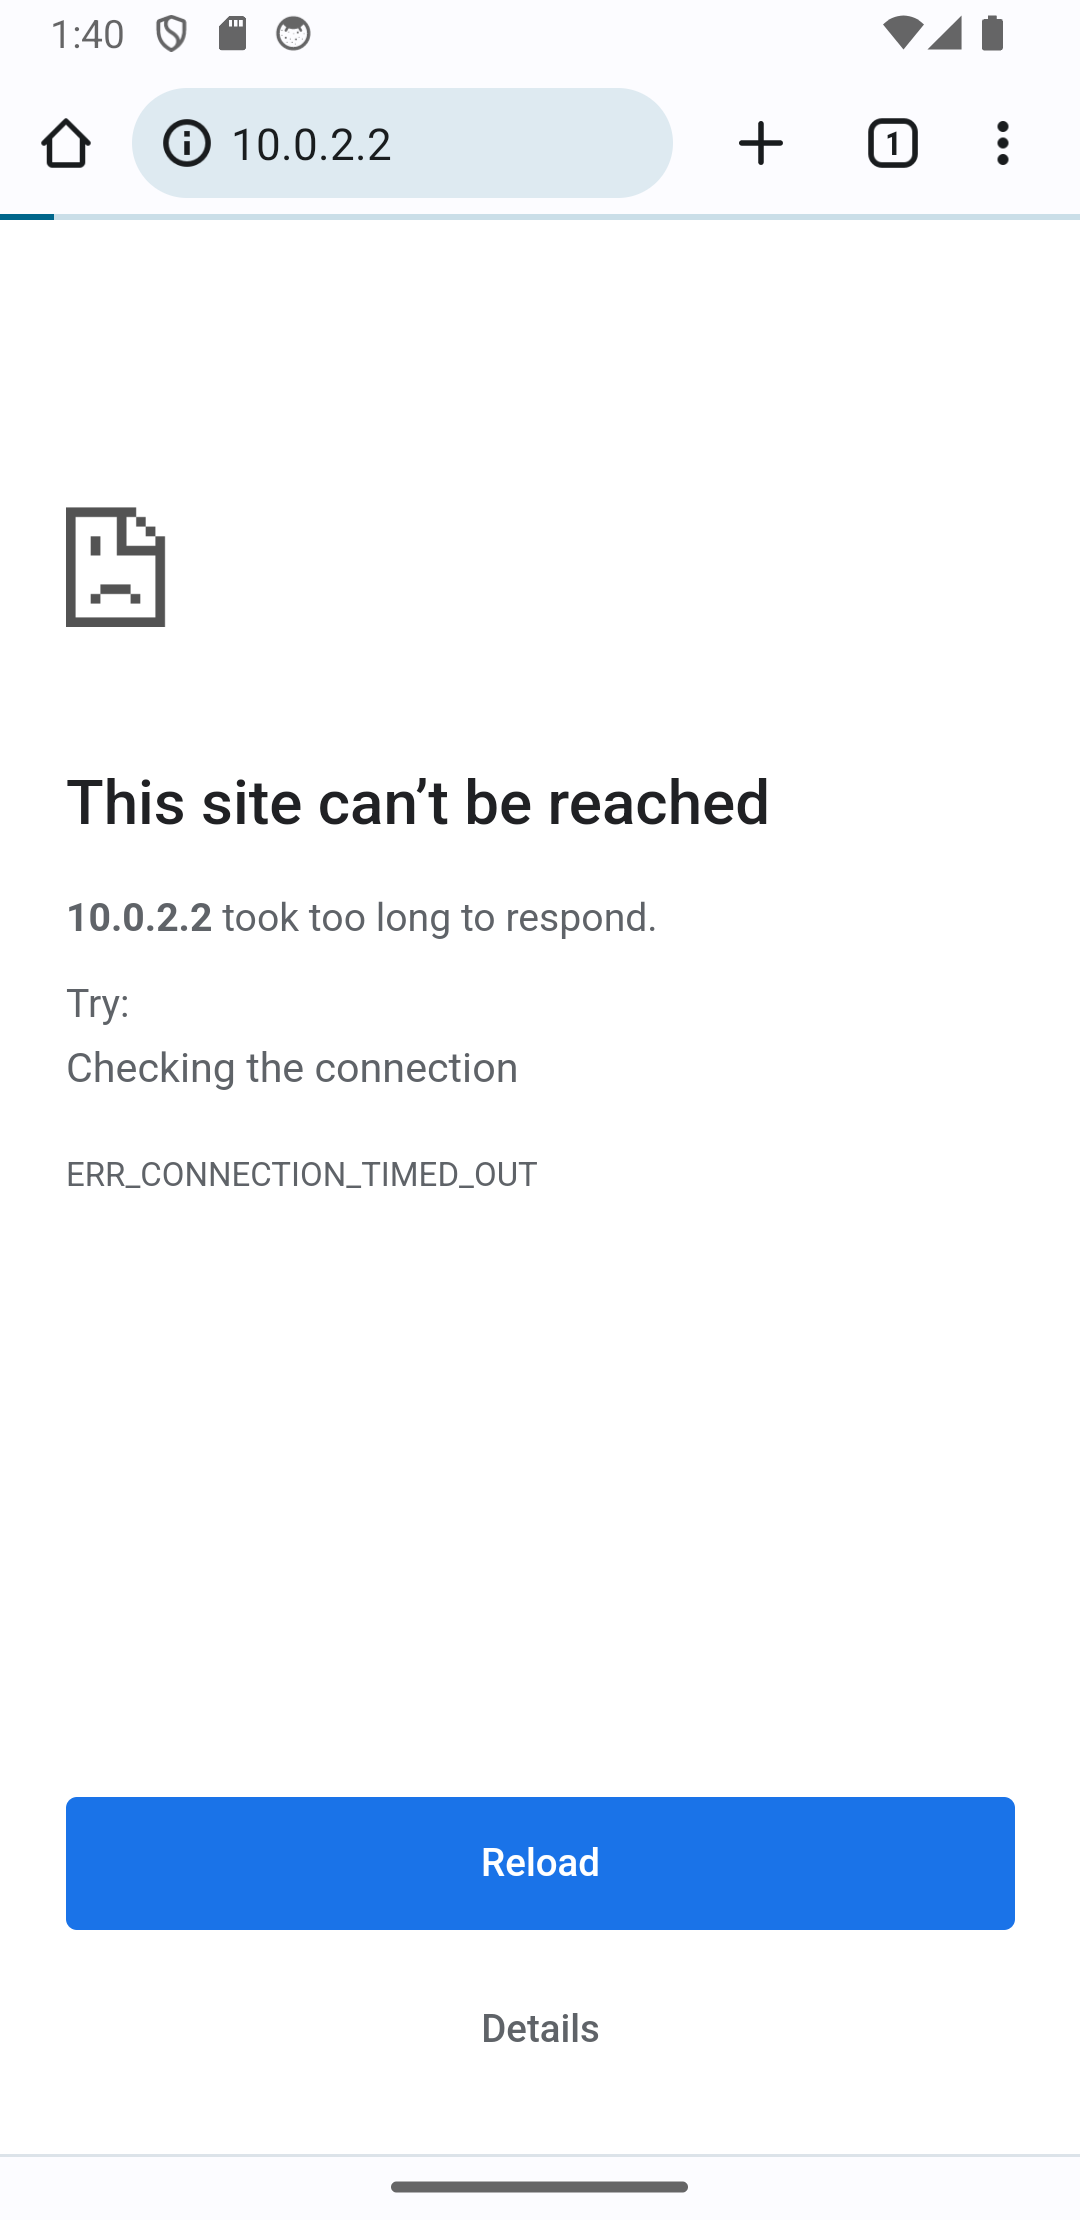 1:40
10.0.2.2
1
This site can’t be reached
10.0.2.2 took too long to respond.
Try:
Checking the connection
ERR_CONNECTION_TIMED_OUT
Reload
Details